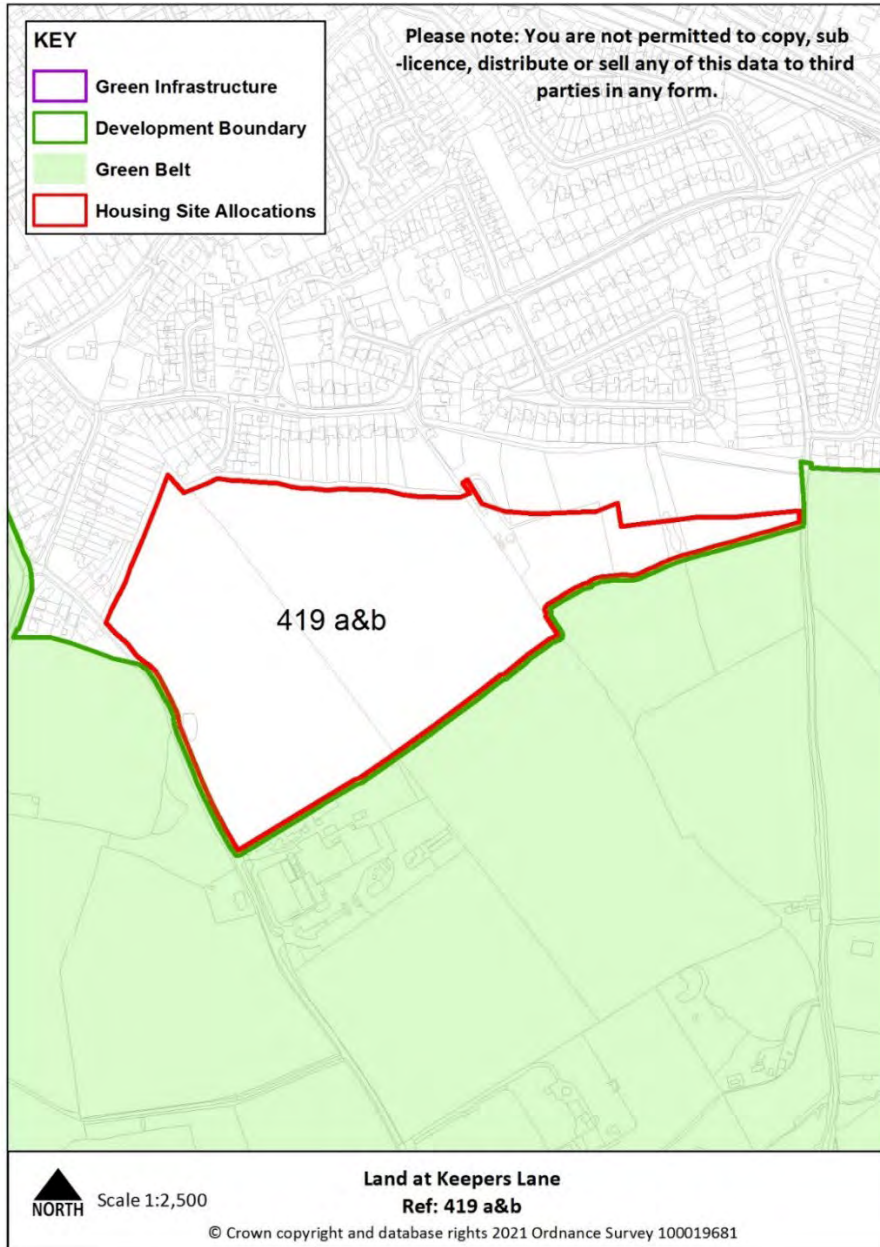 KEY
Green Infrastructure
Development Boundary
Green Belt
Housing Site Allocations
Please note: You are not permitted to copy, sub
-licence, distribute or sell any of this data to third
parties in any form.
419 a&b
NORTH
Scale 1:2,500
Land at Keepers Lane
Ref: 419 a&b
© Crown copyright and database rights 2021 Ordnance Survey 100019681